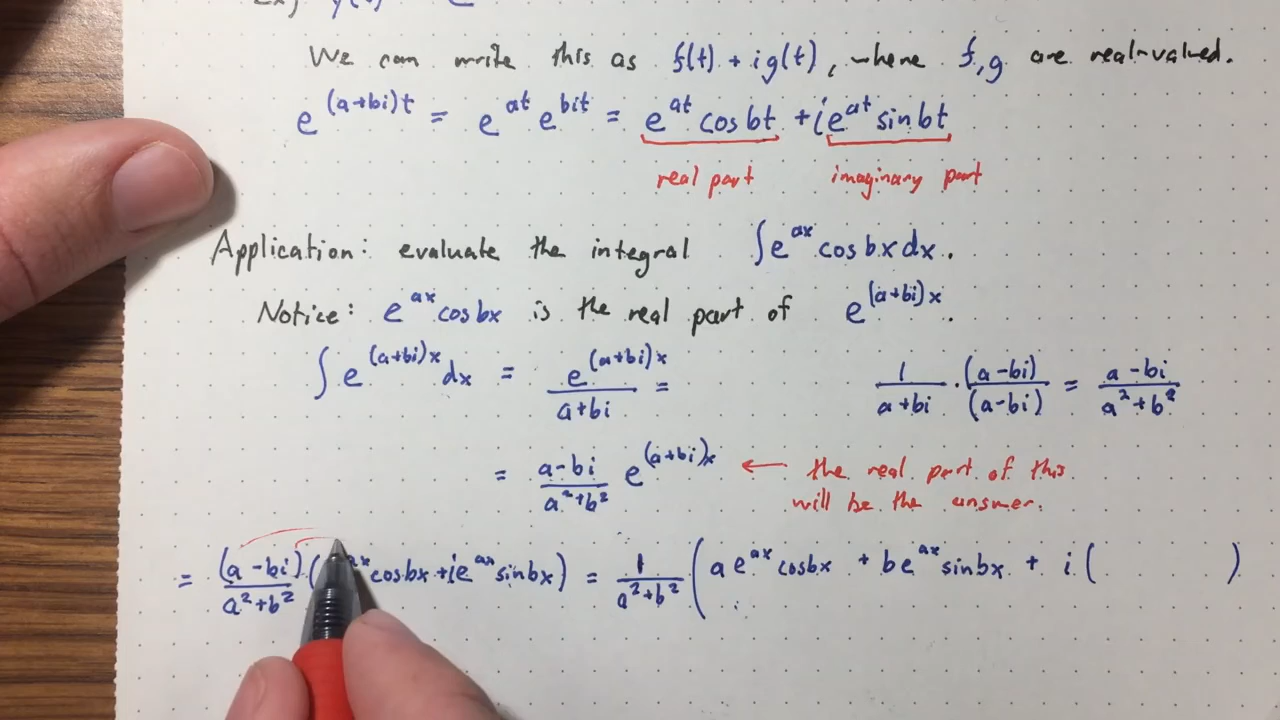 We can write this as f(t) + i g(t), where f,g are real-valued.
e^{(a+bi)t} = e^{at} e^{bit} = e^{at} cos bt + i e^{at} sin bt
real part imaginary part
Application: evaluate the integral ∫ e^{ax} cos bx dx.
Notice: e^{ax} cos bx is the real part of e^{(a+bi)x}.
∫ e^{(a+bi)x} dx = e^{(a+bi)x} / (a+bi) = 1/(a+bi) · (a-bi)/(a-bi) = (a-bi)/(a²+b²)
= (a-bi)/(a²+b²) e^{(a+bi)x} ← the real part of this
will be the answer.
= (a-bi)/(a²+b²) ( ^{ax} cos bx + i e^{ax} sin bx) = 1/(a²+b²) ( a e^{ax} cos bx + b e^{ax} sin bx + i ( )